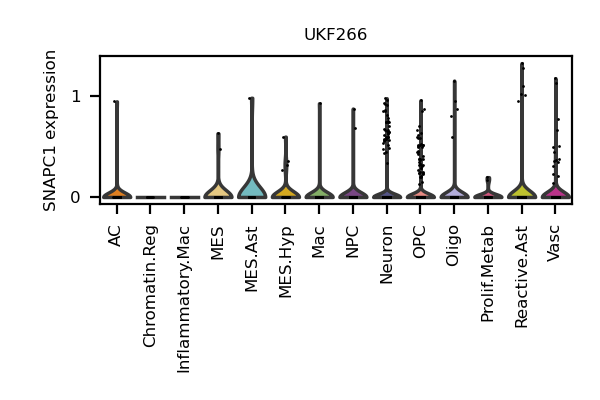 UKF266
SNAPC1 expression
1
0
AC
Chromatin.Reg
Inflammatory.Mac
MES
MES.Ast
MES.Hyp
Mac
NPC
Neuron
OPC
Oligo
Prolif.Metab
Reactive.Ast
Vasc